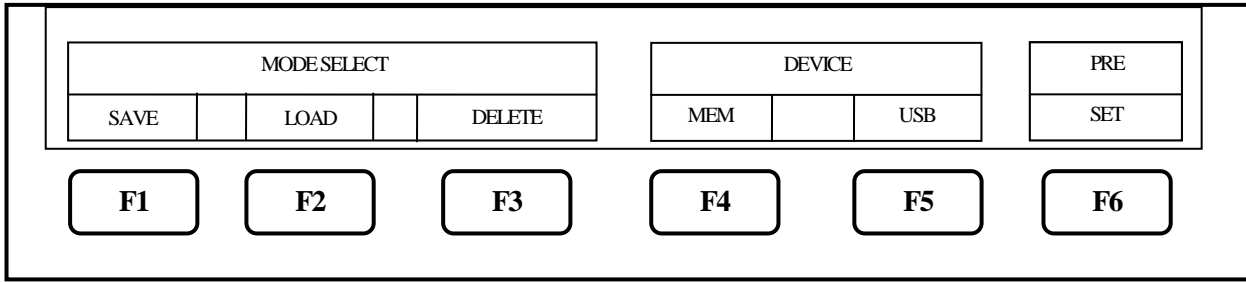 MODE SELECT DEVICE PRE
SAVE LOAD DELETE MEM USB SET
F1 F2 F3 F4 F5 F6